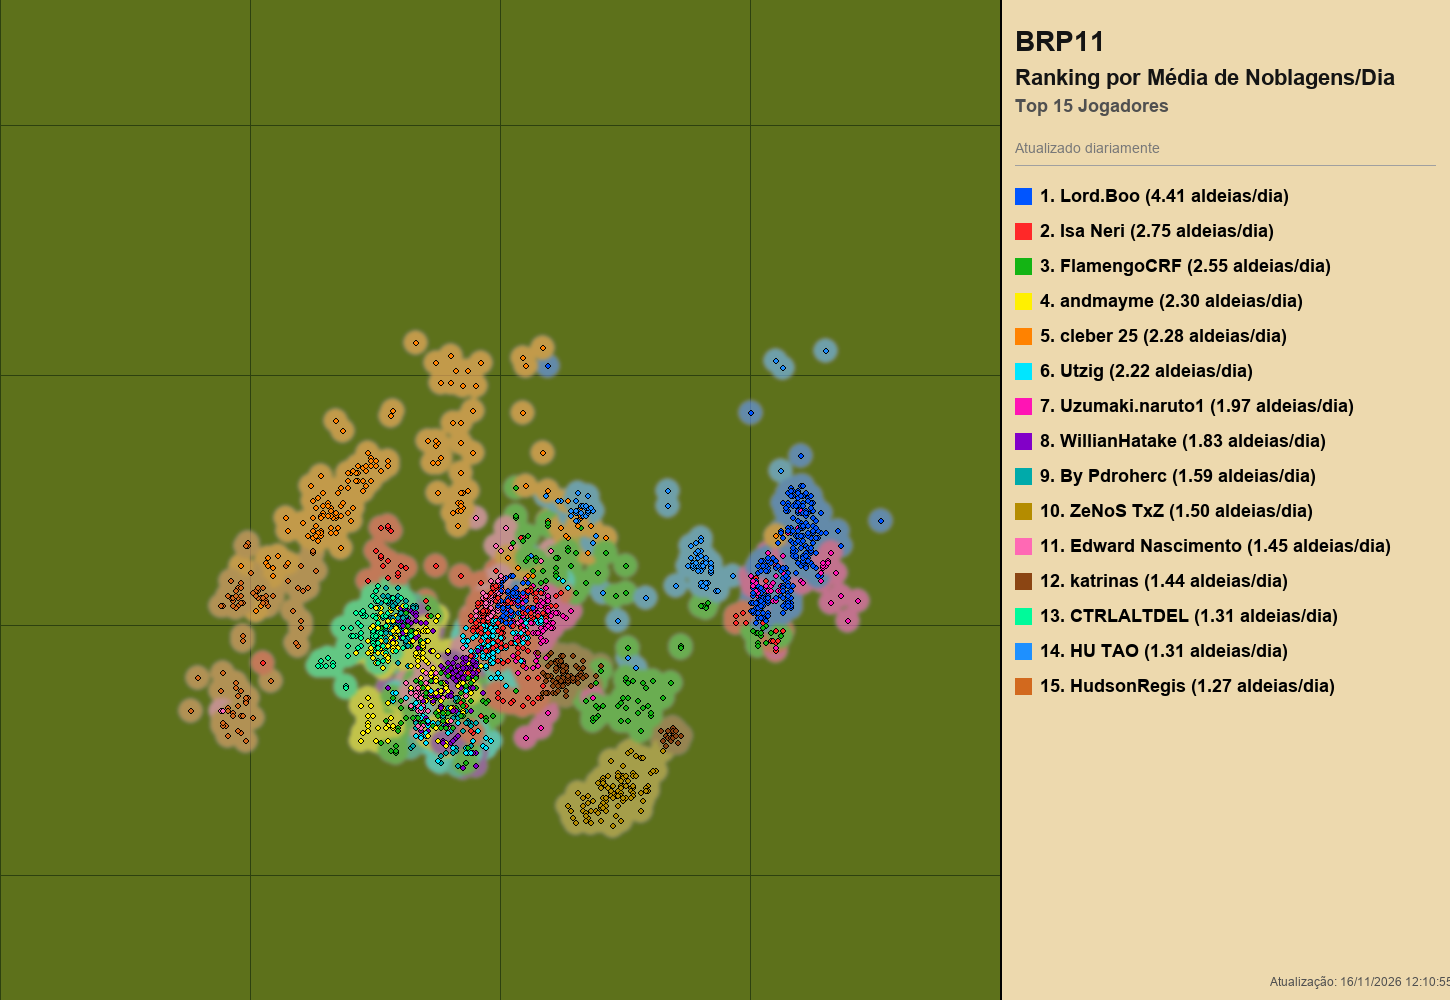 BRP11
Ranking por Média de Noblagens/Dia
Top 15 Jogadores
Atualizado diariamente
1. Lord.Boo (4.41 aldeias/dia)
2. Isa Neri (2.75 aldeias/dia)
3. FlamengoCRF (2.55 aldeias/dia)
4. andmayme (2.30 aldeias/dia)
5. cleber 25 (2.28 aldeias/dia)
6. Utzig (2.22 aldeias/dia)
7. Uzumaki.naruto1 (1.97 aldeias/dia)
8. WillianHatake (1.83 aldeias/dia)
9. By Pdroherc (1.59 aldeias/dia)
10. ZeNoS TxZ (1.50 aldeias/dia)
11. Edward Nascimento (1.45 aldeias/dia)
12. katrinas (1.44 aldeias/dia)
13. CTRLALTDEL (1.31 aldeias/dia)
14. HU TAO (1.31 aldeias/dia)
15. HudsonRegis (1.27 aldeias/dia)
Atualização: 16/11/2026 12:10:55